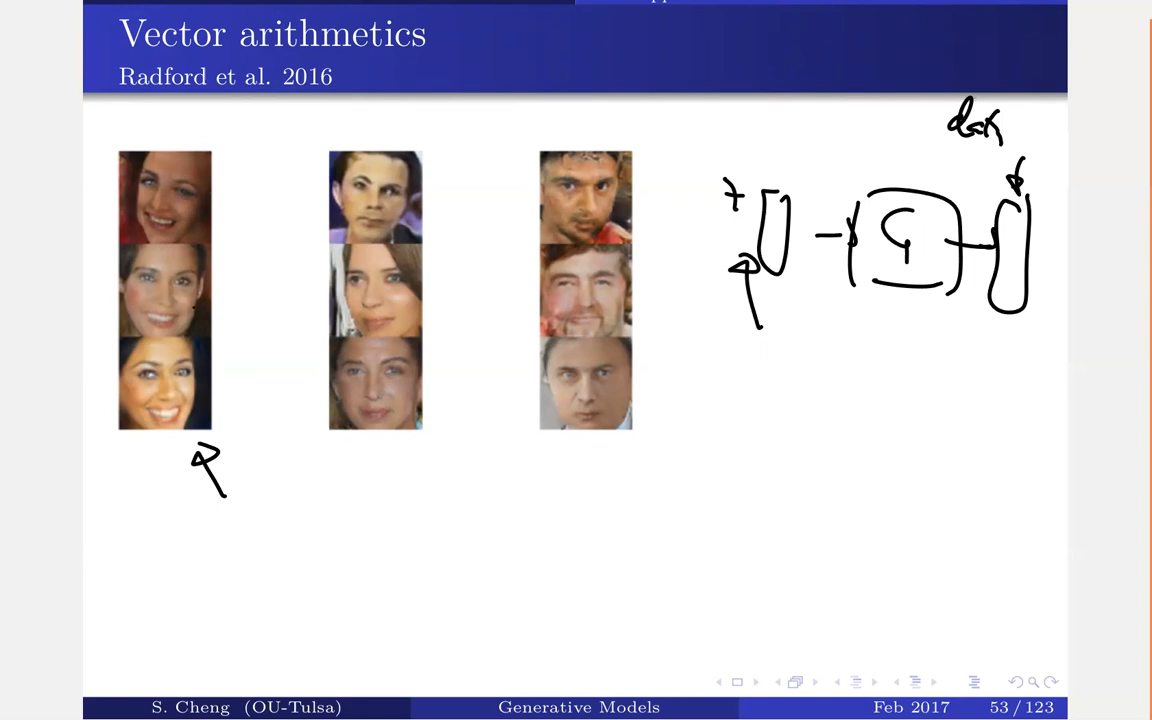 Vector arithmetics
Radford et al. 2016
G
S. Cheng (OU-Tulsa) Generative Models Feb 2017 53 / 123